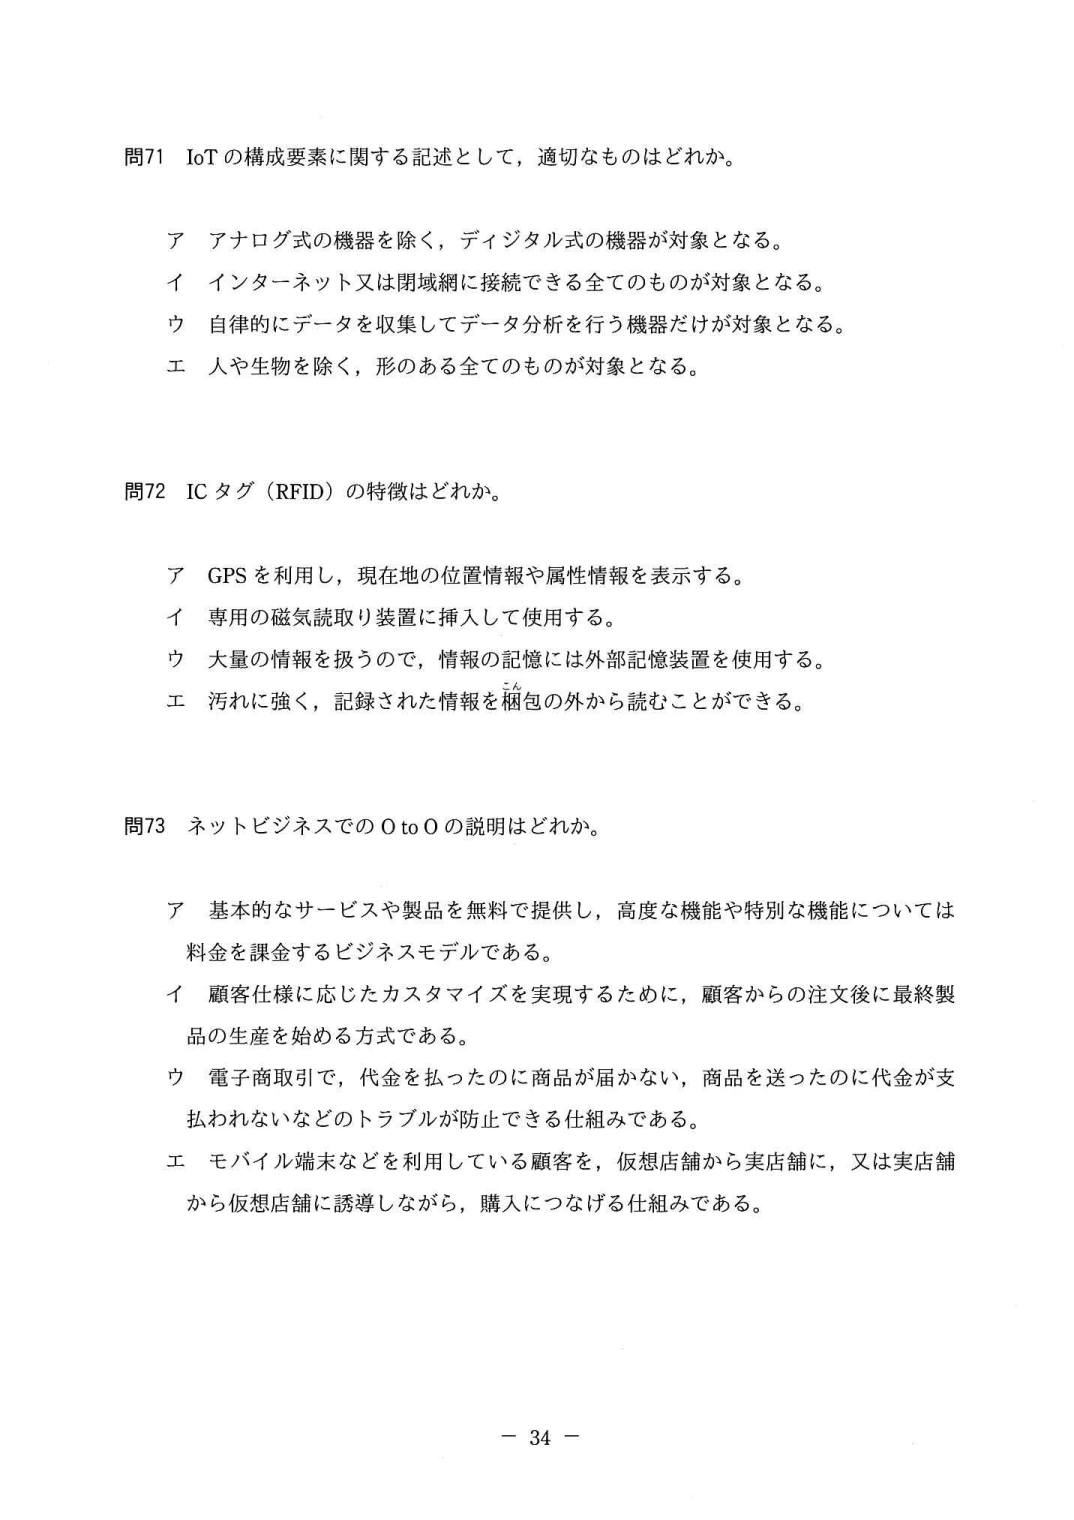 問71 IoT の構成要素に関する記述として，適切なものはどれか。
ア アナログ式の機器を除く，ディジタル式の機器が対象となる。
イ インターネット又は閉域網に接続できる全てのものが対象となる。
ウ 自律的にデータを収集してデータ分析を行う機器だけが対象となる。
エ 人や生物を除く，形のある全てのものが対象となる。
問72 IC タグ（RFID）の特徴はどれか。
ア GPS を利用し，現在地の位置情報や属性情報を表示する。
イ 専用の磁気読取り装置に挿入して使用する。
ウ 大量の情報を扱うので，情報の記憶には外部記憶装置を使用する。
こん
エ 汚れに強く，記録された情報を梱包の外から読むことができる。
問73 ネットビジネスでの O to O の説明はどれか。
ア 基本的なサービスや製品を無料で提供し，高度な機能や特別な機能については
料金を課金するビジネスモデルである。
イ 顧客仕様に応じたカスタマイズを実現するために，顧客からの注文後に最終製
品の生産を始める方式である。
ウ 電子商取引で，代金を払ったのに商品が届かない，商品を送ったのに代金が支
払われないなどのトラブルが防止できる仕組みである。
エ モバイル端末などを利用している顧客を，仮想店舗から実店舗に，又は実店舗
から仮想店舗に誘導しながら，購入につなげる仕組みである。
－ 34 －